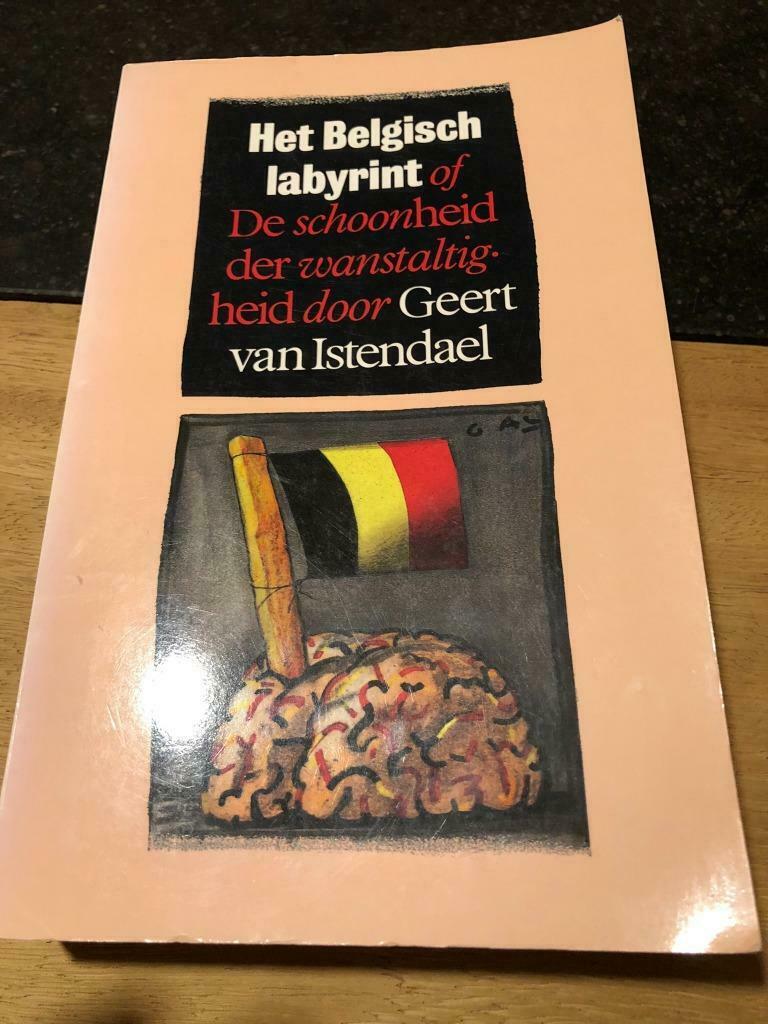 Het Belgisch
labyrint of
De schoonheid
der wanstaltig-
heid door Geert
van Istendael